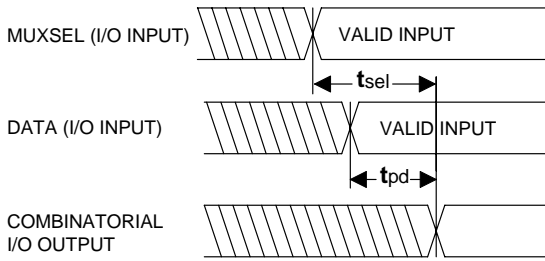 MUXSEL (I/O INPUT)
VALID INPUT
tsel
DATA (I/O INPUT)
VALID INPUT
tpd
COMBINATORIAL
I/O OUTPUT